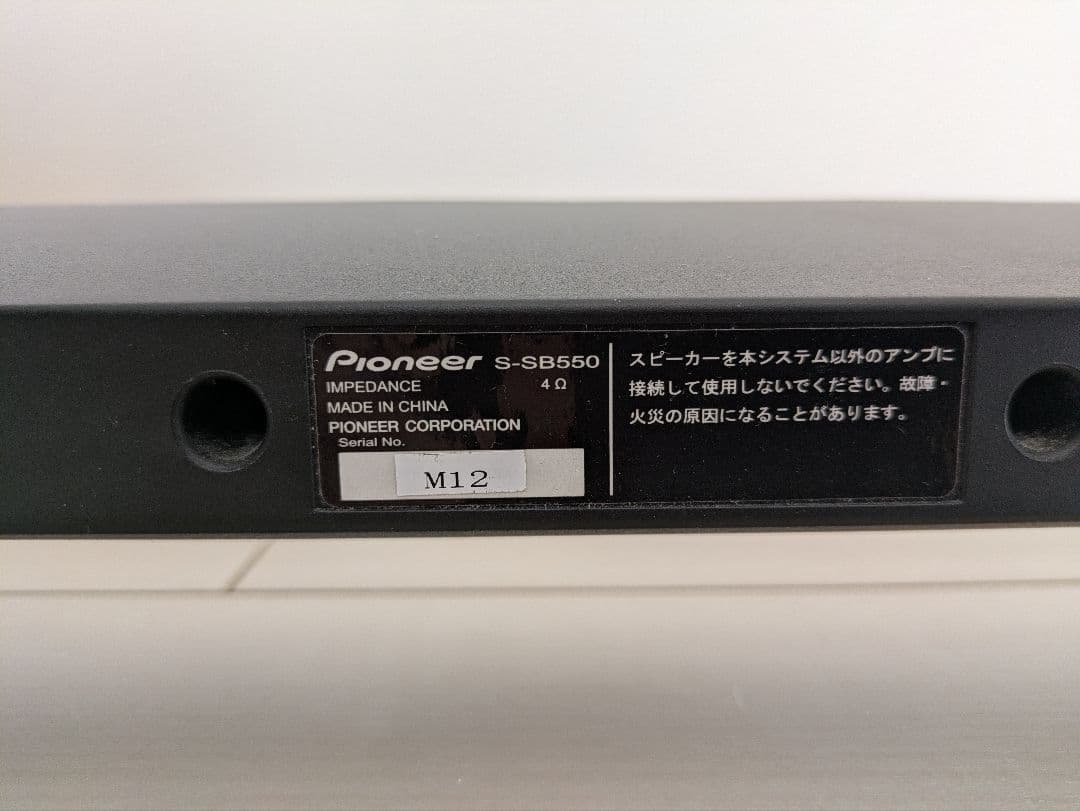 Pioneer S-SB550
IMPEDANCE 4Ω
MADE IN CHINA
PIONEER CORPORATION
Serial No.
M12
スピーカーを本システム以外のアンプに
接続して使用しないでください。故障・
火災の原因になることがあります。